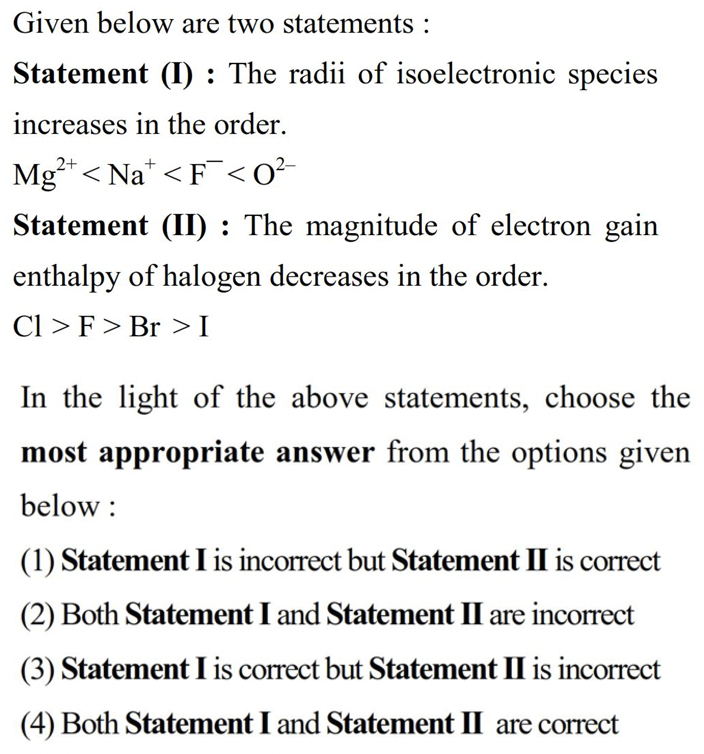 Given below are two statements :
Statement (I) : The radii of isoelectronic species
increases in the order.
Mg²⁺ < Na⁺ < F⁻ < O²⁻
Statement (II) : The magnitude of electron gain
enthalpy of halogen decreases in the order.
Cl > F > Br > I
In the light of the above statements, choose the
most appropriate answer from the options given
below :
(1) Statement I is incorrect but Statement II is correct
(2) Both Statement I and Statement II are incorrect
(3) Statement I is correct but Statement II is incorrect
(4) Both Statement I and Statement II are correct